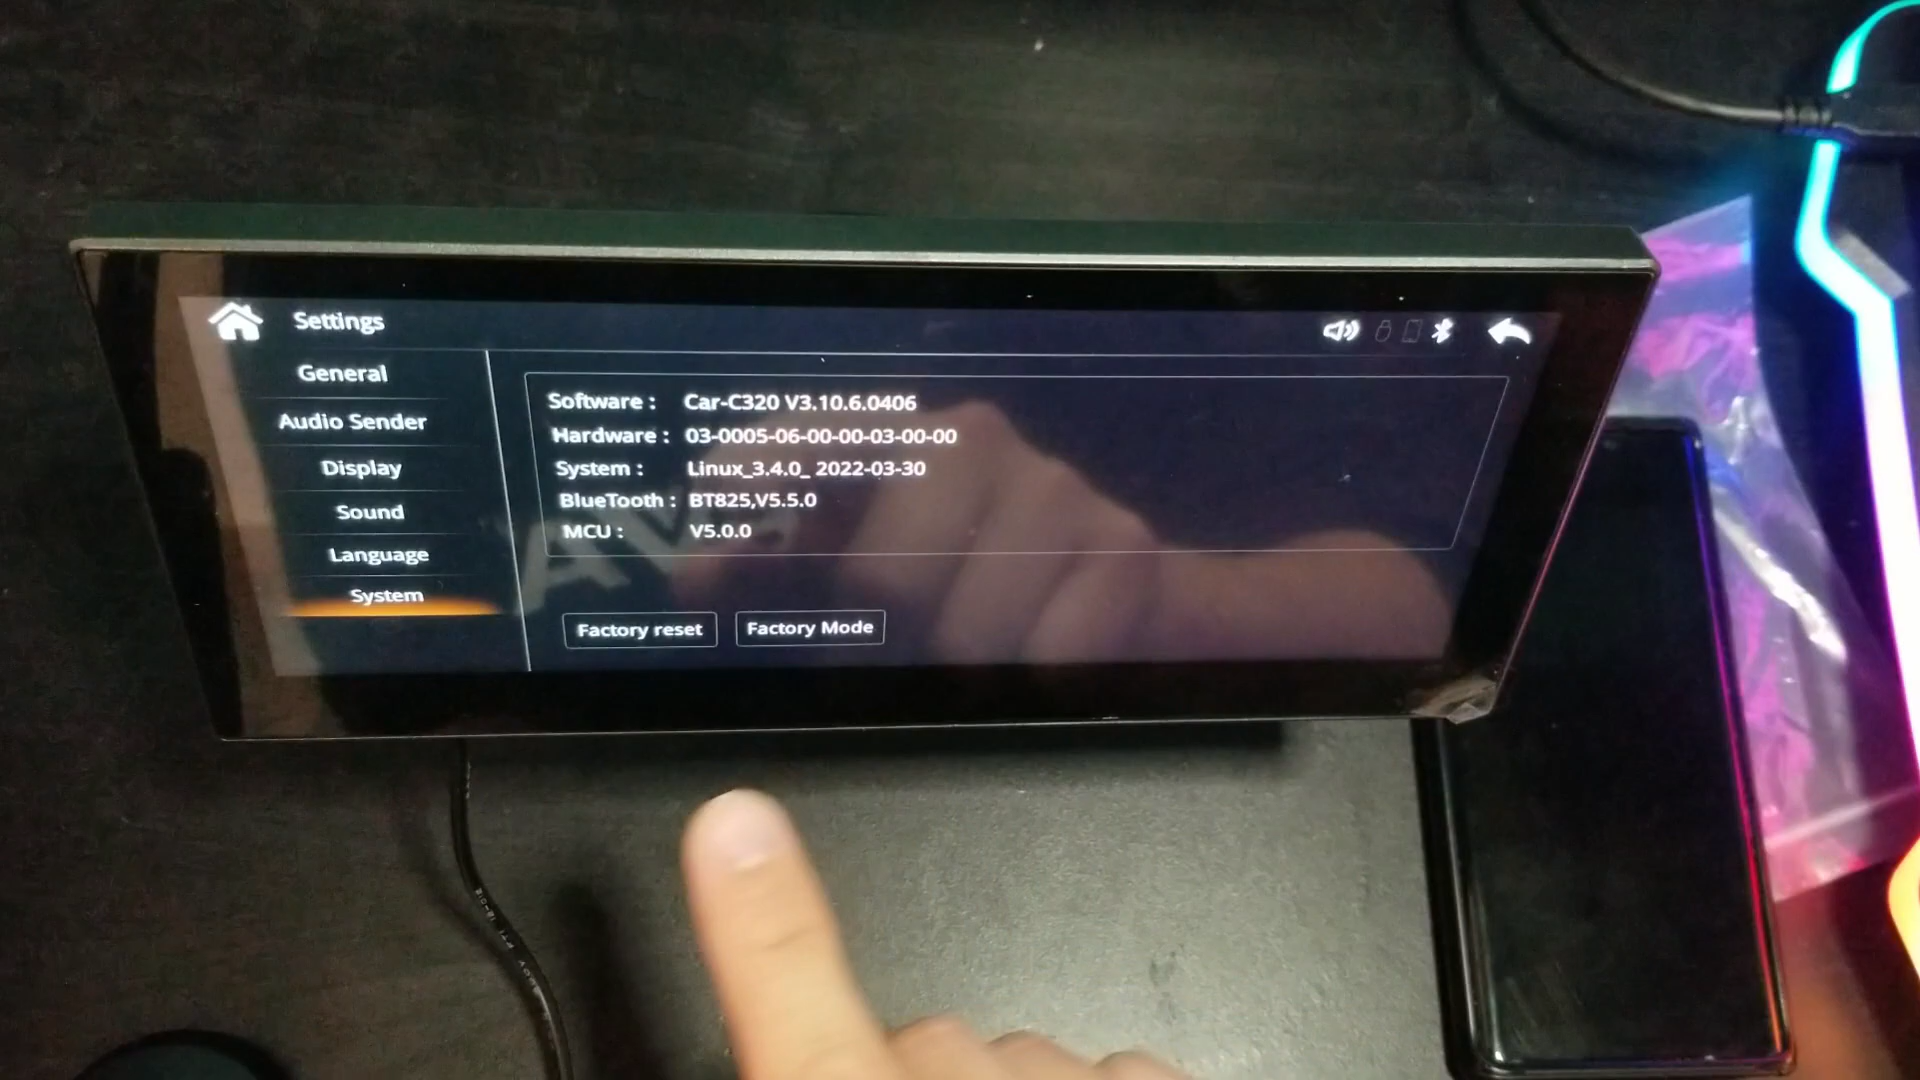 Settings
General
Audio Sender
Display
Sound
Language
System
Software : Car-C320 V3.10.6.0406
Hardware : 03-0005-06-00-00-03-00-00
System : Linux_3.4.0_ 2022-03-30
BlueTooth : BT825,V5.5.0
MCU : V5.0.0
Factory reset
Factory Mode